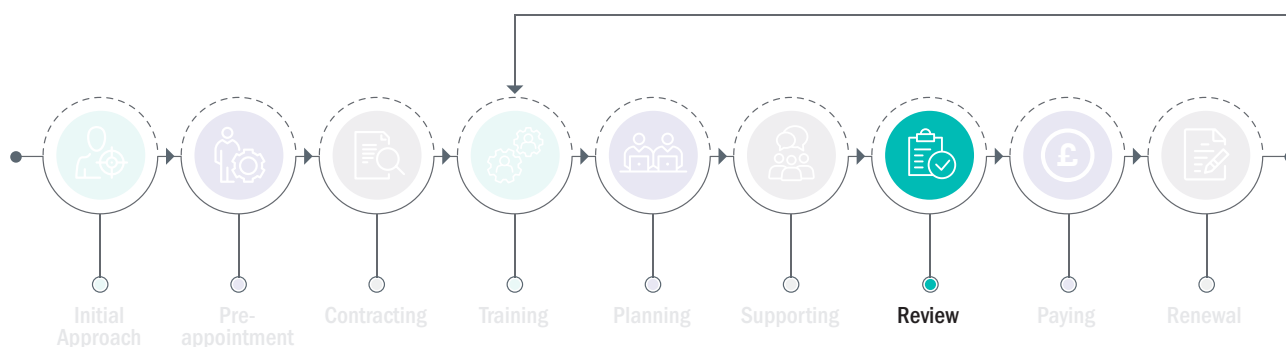 £
Initial
Approach
Pre-
appointment
Contracting
Training
Planning
Supporting
Review
Paying
Renewal